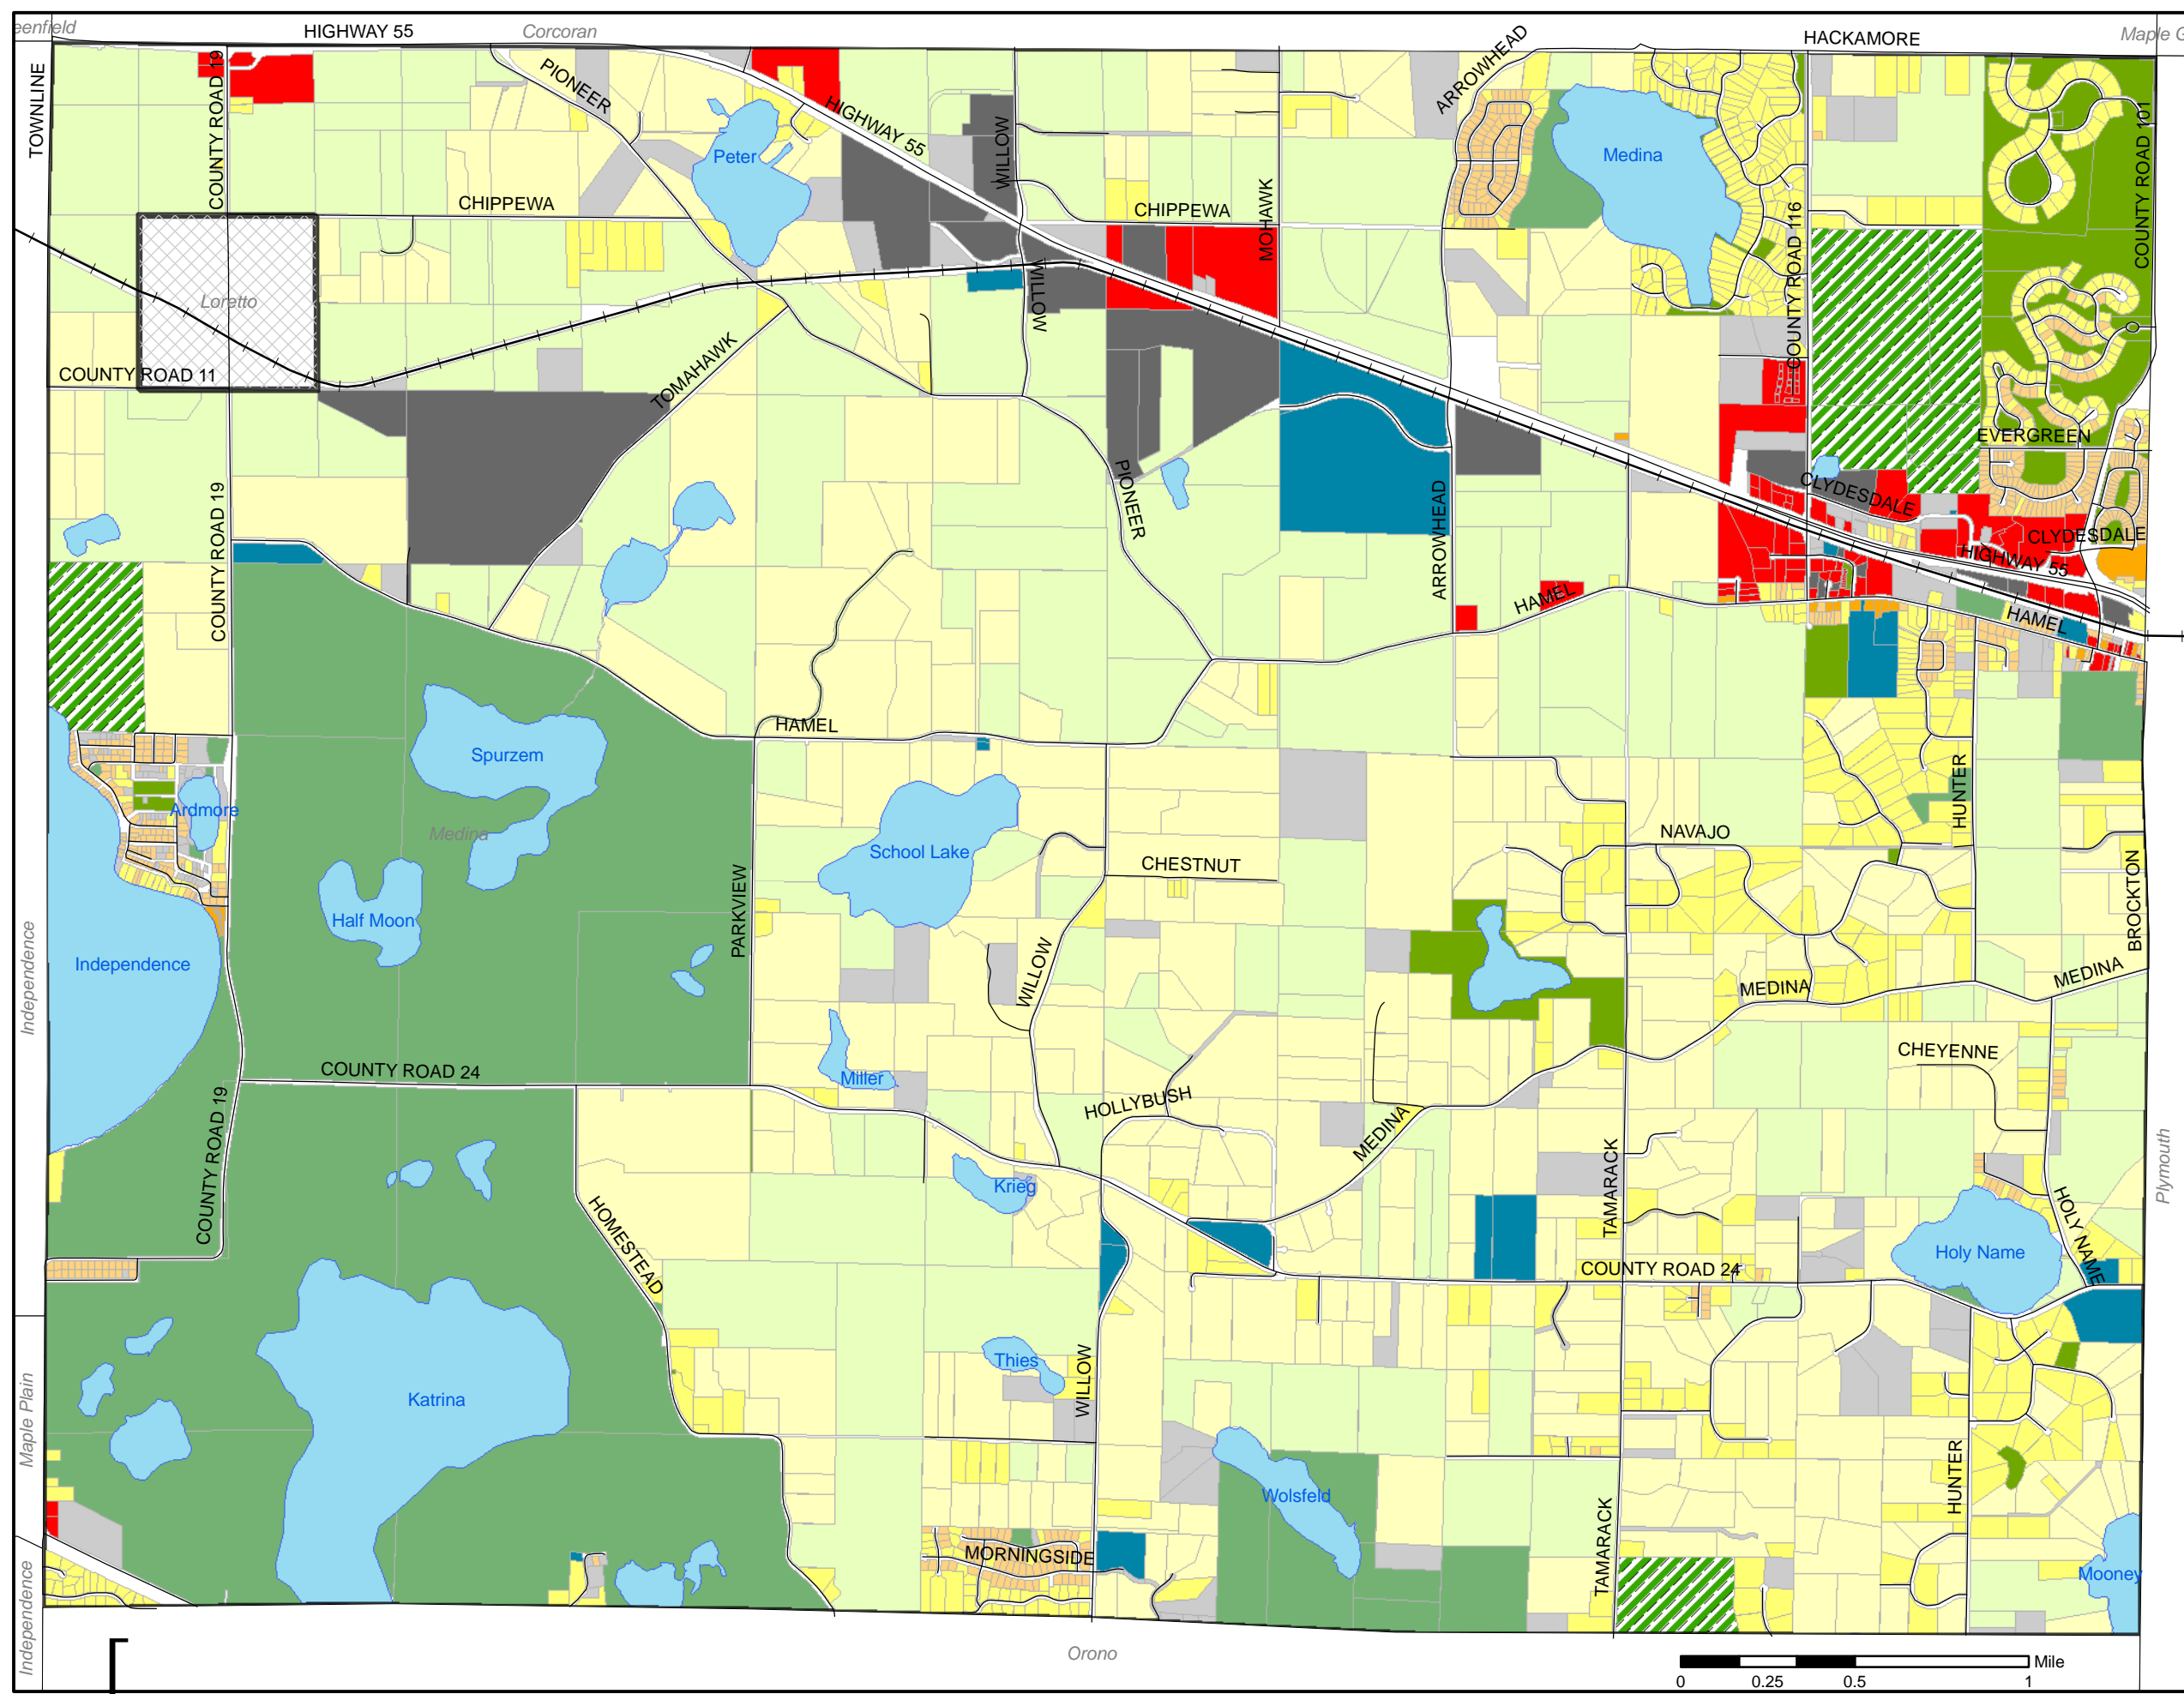 eenfield
HIGHWAY 55
Corcoran
ARROWHEAD
HACKAMORE
Maple G
TOWNLINE
COUNTY ROAD 19
PIONEER
HIGHWAY 55
WILLOW
Peter
Medina
COUNTY ROAD 101
CHIPPEWA
CHIPPEWA
MOHAWK
COUNTY ROAD 116
Loretto
WILLOW
COUNTY ROAD 11
TOMAHAWK
EVERGREEN
PIONEER
CLYDESDALE
CLYDESDALE
COUNTY ROAD 19
ARROWHEAD
HIGHWAY 55
HAMEL
HAMEL
HAMEL
Spurzem
HUNTER
Ardmore
Medina
School Lake
NAVAJO
CHESTNUT
PARKVIEW
BROCKTON
Half Moon
Independence
Independence
WILLOW
MEDINA
MEDINA
COUNTY ROAD 24
Miller
CHEYENNE
HOLLYBUSH
MEDINA
COUNTY ROAD 19
TAMARACK
Plymouth
Krieg
HOMESTEAD
HOLY NAME
Holy Name
COUNTY ROAD 24
Thies
WILLOW
Katrina
Maple Plain
HUNTER
Wolsfeld
TAMARACK
MORNINGSIDE
Mooney
Independence
Orono
Mile
0 0.25 0.5 1